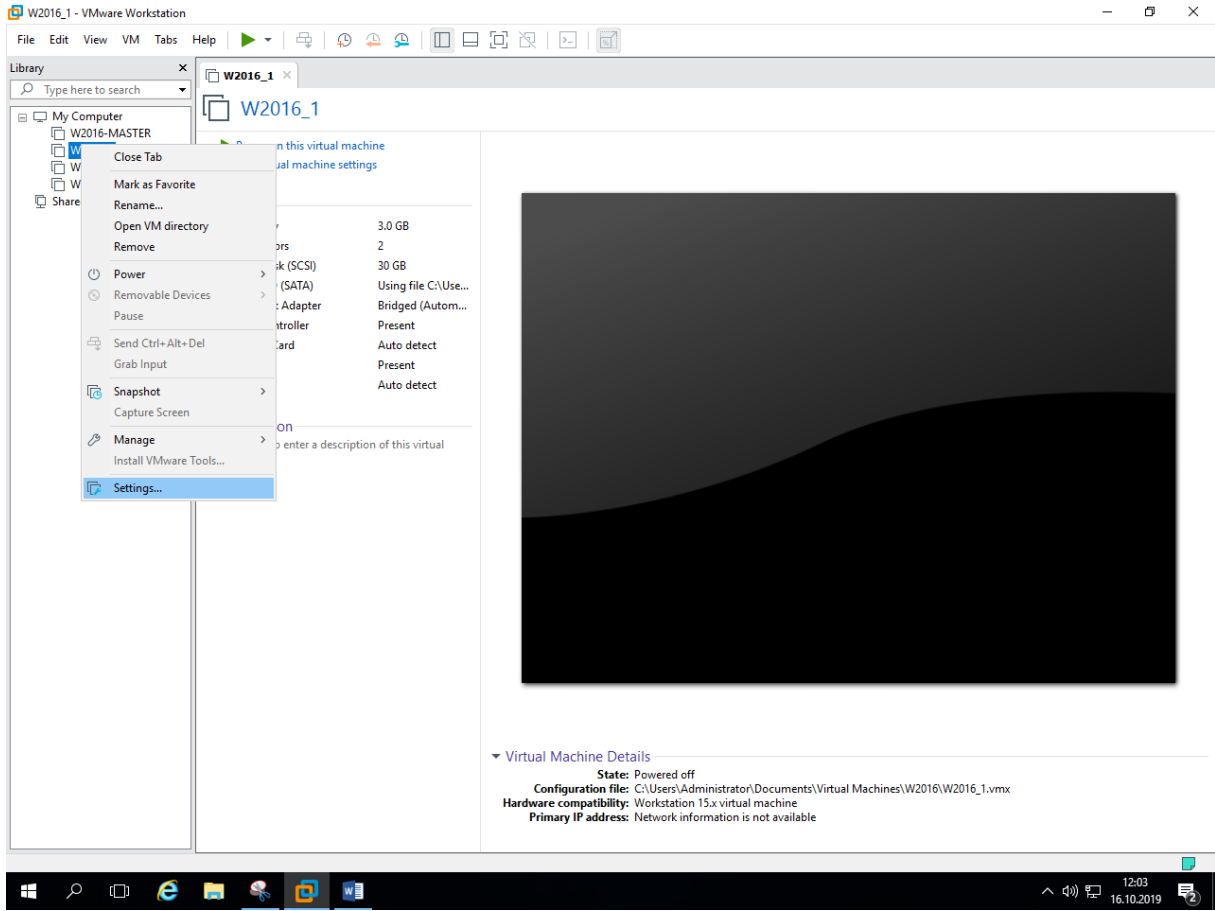 W2016_1 - VMware Workstation
File Edit View VM Tabs Help
Library
W2016_1
Type here to search
W2016_1
My Computer
W2016-MASTER
W
W
W
Share
Close Tab
Mark as Favorite
Rename...
Open VM directory
Remove
Power
Removable Devices
Pause
Send Ctrl+Alt+Del
Grab Input
Snapshot
Capture Screen
Manage
Install VMware Tools...
Settings...
n this virtual machine
ual machine settings
3.0 GB
ors 2
sk (SCSI) 30 GB
(SATA) Using file C:\Use...
Adapter Bridged (Autom...
ntroller Present
Card Auto detect
Present
Auto detect
on
o enter a description of this virtual
Virtual Machine Details
State: Powered off
Configuration file: C:\Users\Administrator\Documents\Virtual Machines\W2016\W2016_1.vmx
Hardware compatibility: Workstation 15.x virtual machine
Primary IP address: Network information is not available
12:03
16.10.2019
2